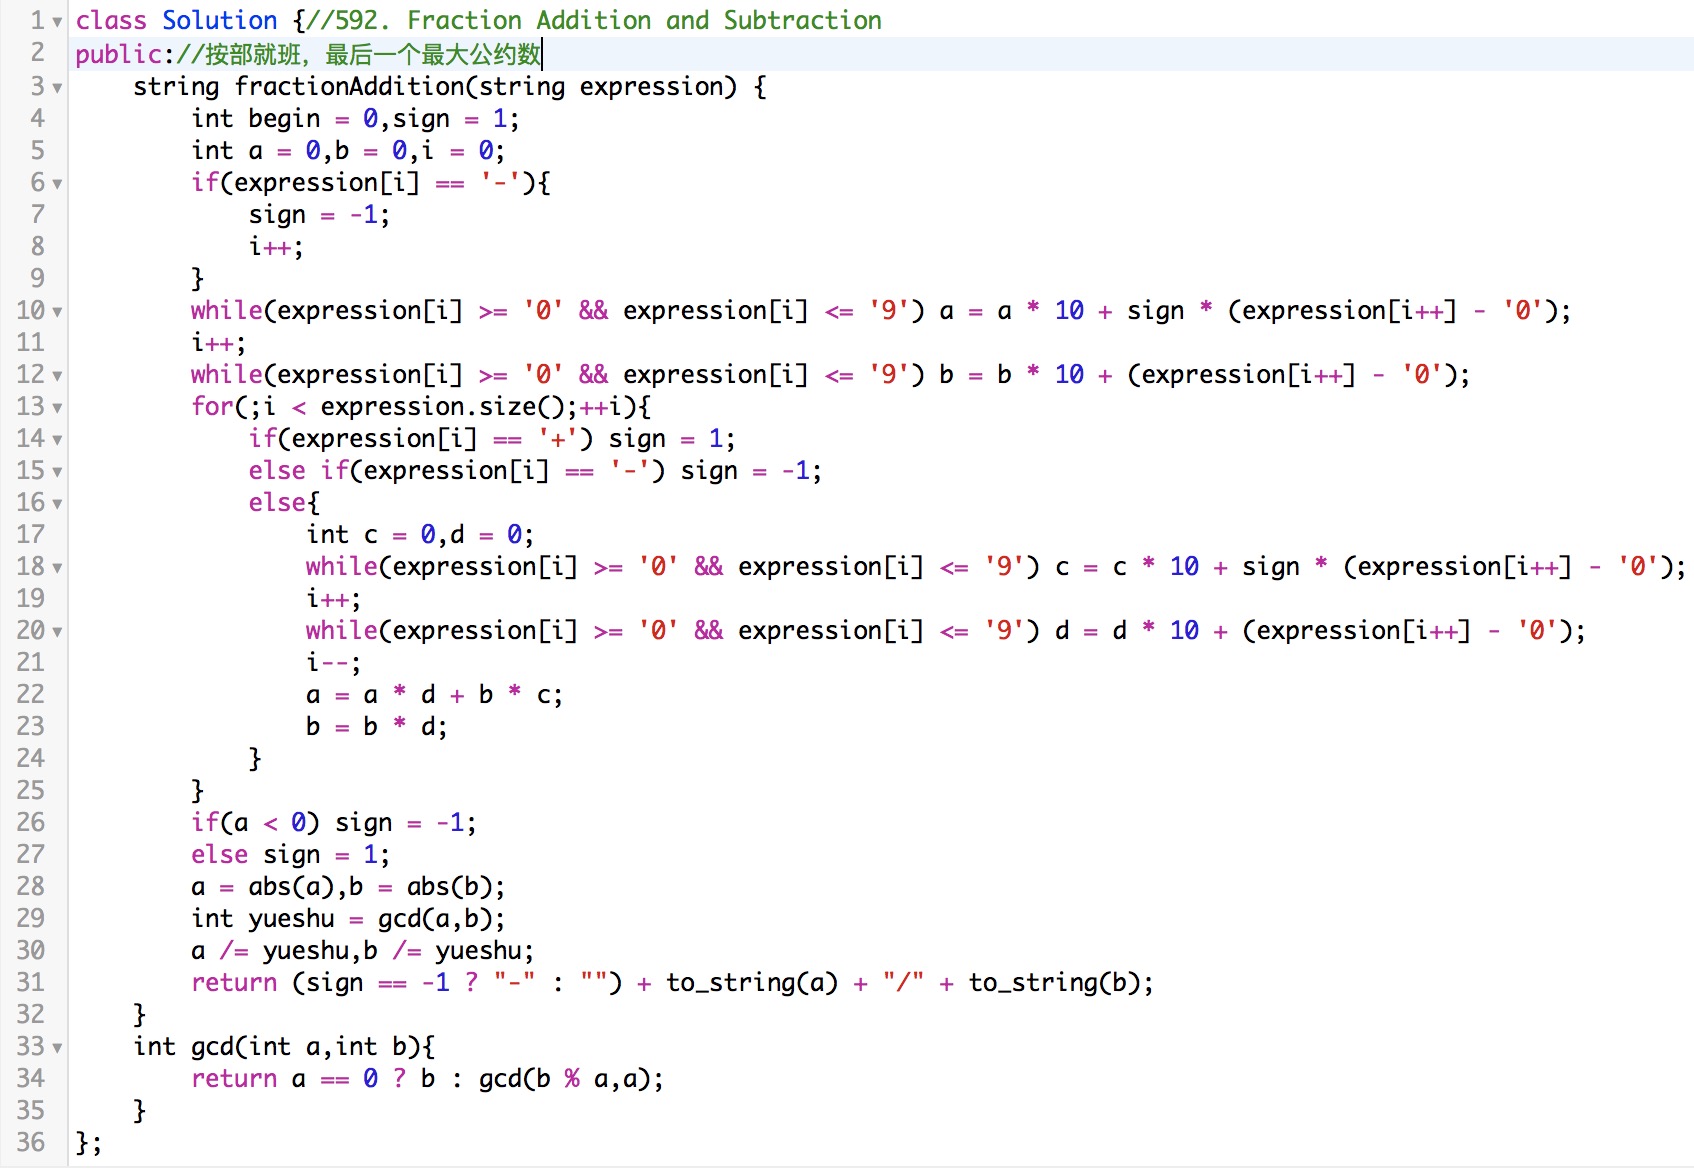 1 class Solution {//592. Fraction Addition and Subtraction
2 public://按部就班，最后一个最大公约数
3     string fractionAddition(string expression) {
4         int begin = 0,sign = 1;
5         int a = 0,b = 0,i = 0;
6         if(expression[i] == '-'){
7             sign = -1;
8             i++;
9         }
10         while(expression[i] >= '0' && expression[i] <= '9') a = a * 10 + sign * (expression[i++] - '0');
11         i++;
12         while(expression[i] >= '0' && expression[i] <= '9') b = b * 10 + (expression[i++] - '0');
13         for(;i < expression.size();++i){
14             if(expression[i] == '+') sign = 1;
15             else if(expression[i] == '-') sign = -1;
16             else{
17                 int c = 0,d = 0;
18                 while(expression[i] >= '0' && expression[i] <= '9') c = c * 10 + sign * (expression[i++] - '0');
19                 i++;
20                 while(expression[i] >= '0' && expression[i] <= '9') d = d * 10 + (expression[i++] - '0');
21                 i--;
22                 a = a * d + b * c;
23                 b = b * d;
24             }
25         }
26         if(a < 0) sign = -1;
27         else sign = 1;
28         a = abs(a),b = abs(b);
29         int yueshu = gcd(a,b);
30         a /= yueshu,b /= yueshu;
31         return (sign == -1 ? "-" : "") + to_string(a) + "/" + to_string(b);
32     }
33     int gcd(int a,int b){
34         return a == 0 ? b : gcd(b % a,a);
35     }
36 };